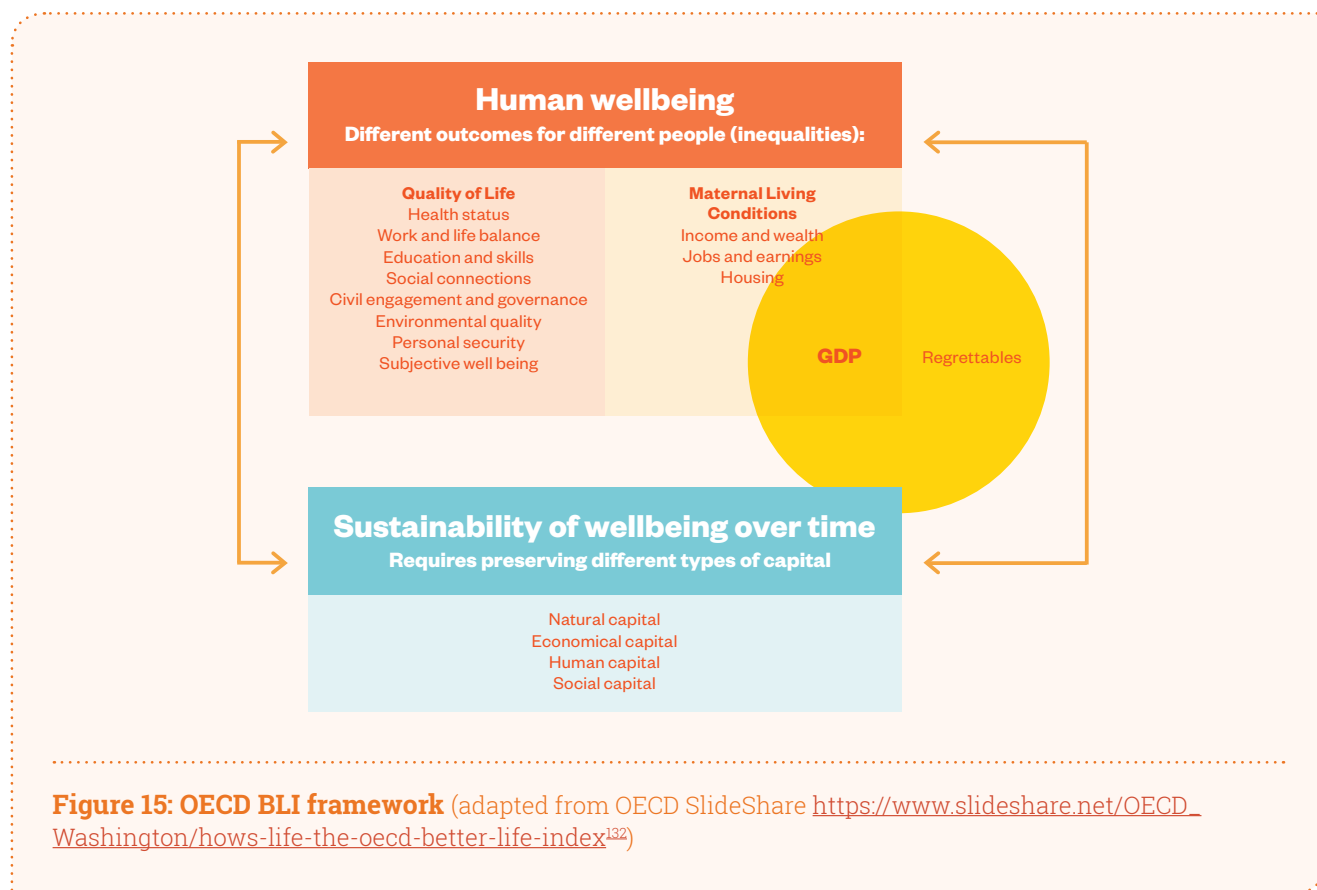 Human wellbeing
Different outcomes for different people (inequalities):
Quality of Life
Health status
Work and life balance
Education and skills
Social connections
Civil engagement and governance
Environmental quality
Personal security
Subjective well being
Maternal Living
Conditions
Income and wealth
Jobs and earnings
Housing
GDP
Regrettables
Sustainability of wellbeing over time
Requires preserving different types of capital
Natural capital
Economical capital
Human capital
Social capital
Figure 15: OECD BLI framework (adapted from OECD SlideShare https://www.slideshare.net/OECD_
Washington/hows-life-the-oecd-better-life-index132)